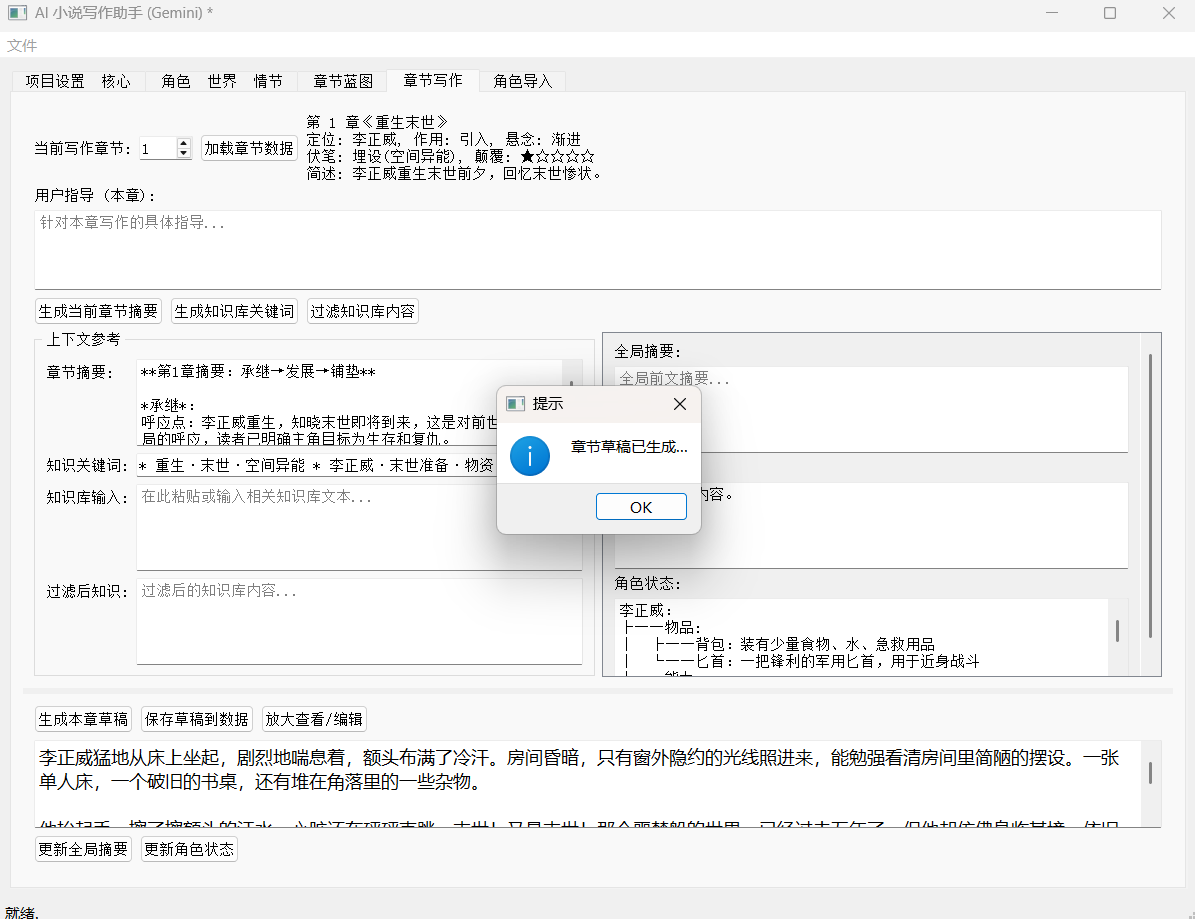 AI 小说写作助手 (Gemini) *
文件
项目设置 核心 角色 世界 情节 章节蓝图 章节写作 角色导入
当前写作章节: 1 加载章节数据
第 1 章《重生末世》
定位: 李正威, 作用: 引入, 悬念: 渐进
伏笔: 埋设(空间异能), 颠覆: ★☆☆☆☆
简述: 李正威重生末世前夕，回忆末世惨状。
用户指导 (本章):
针对本章写作的具体指导...
生成当前章节摘要 生成知识库关键词 过滤知识库内容
上下文参考
章节摘要:
**第1章摘要: 承继→发展→铺垫**
*承继*:
呼应点: 李正威重生，知晓末世即将到来，这是对前世
局的呼应，读者已明确主角目标为生存和复仇。
知识关键词: * 重生·末世·空间异能 * 李正威·末世准备·物资
知识库输入: 在此粘贴或输入相关知识库文本...
过滤后知识: 过滤后的知识库内容...
全局摘要:
全局前文摘要...
提示
章节草稿已生成...
OK
内容。
角色状态:
李正威:
├──物品:
│  ├──背包: 装有少量食物、水、急救用品
│  └──匕首: 一把锋利的军用匕首，用于近身战斗
生成本章草稿 保存草稿到数据 放大查看/编辑
李正威猛地从床上坐起，剧烈地喘息着，额头布满了冷汗。房间昏暗，只有窗外隐约的光线照进来，能勉强看清房间里简陋的摆设。一张
单人床，一个破旧的书桌，还有堆在角落里的一些杂物。
更新全局摘要 更新角色状态
就绪.